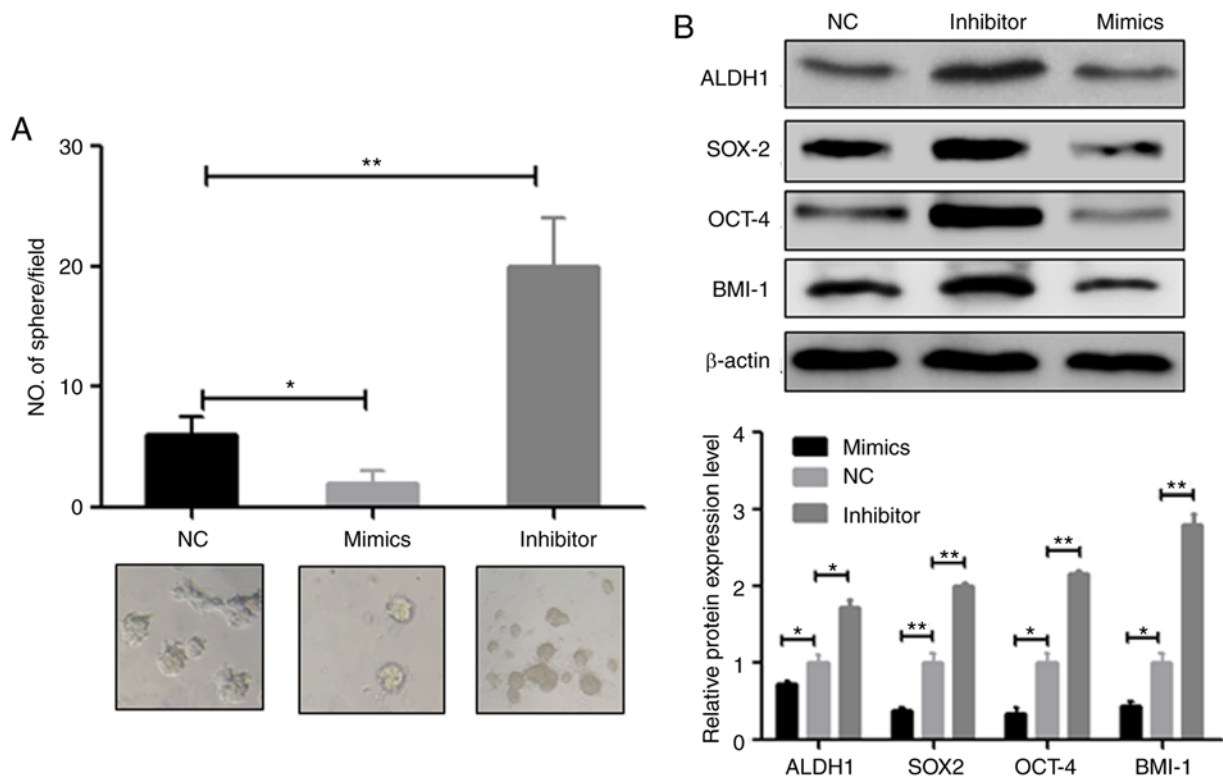 A
30
20
10
0
NO. of sphere/field
**
*
NC Mimics Inhibitor
B
NC Inhibitor Mimics
ALDH1
SOX-2
OCT-4
BMI-1
β-actin
4
3
2
1
0
Relative protein expression level
Mimics
NC
Inhibitor
* *
** **
* **
* **
ALDH1 SOX2 OCT-4 BMI-1